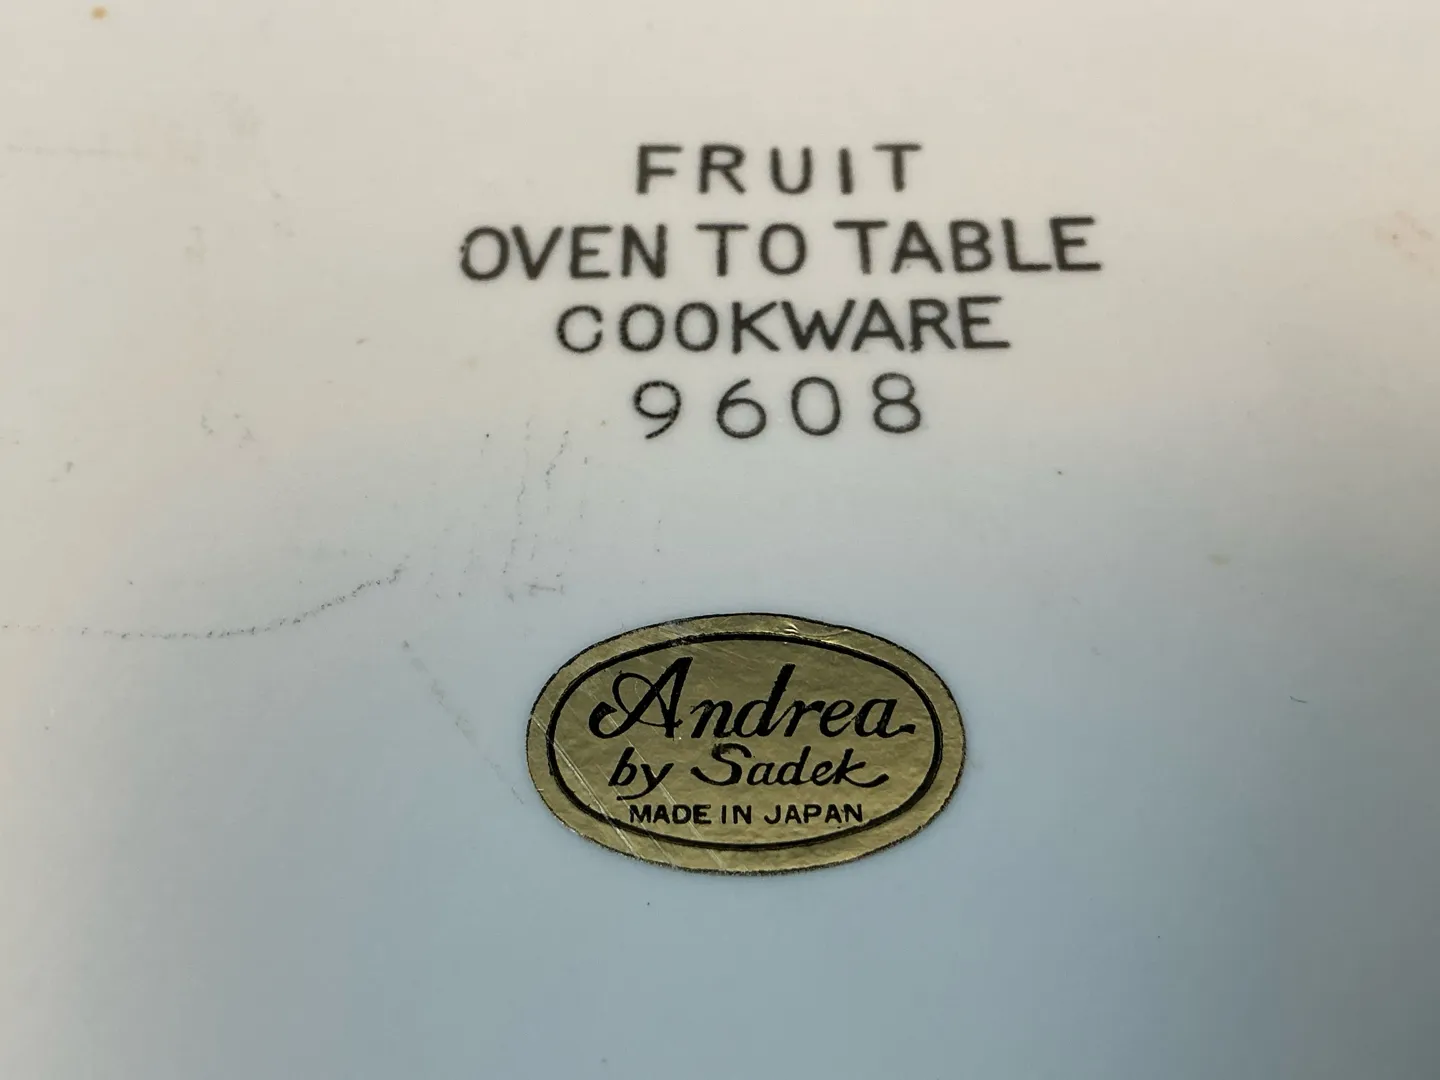 FRUIT
OVEN TO TABLE
COOKWARE
9608
Andrea
by Sadek
MADE IN JAPAN